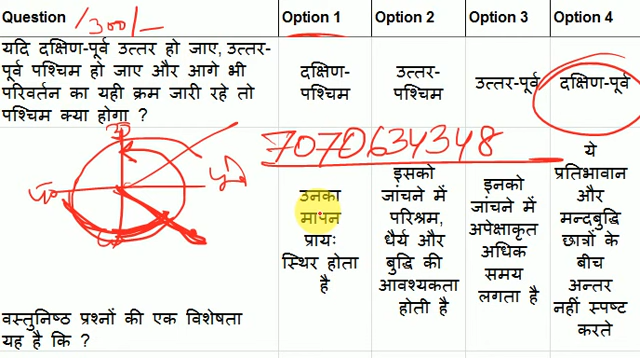 Question /300/-
Option 1
Option 2
Option 3
Option 4
यदि दक्षिण-पूर्व उत्तर हो जाए, उत्तर-
पूर्व पश्चिम हो जाए और आगे भी
परिवर्तन का यही क्रम जारी रहे तो
पश्चिम क्या होगा ?
दक्षिण-
पश्चिम
उत्तर-
पश्चिम
उत्तर-पूर्व
दक्षिण-पूर्व
7070634348
वस्तुनिष्ठ प्रश्नों की एक विशेषता
यह है कि ?
उनका
मापन
प्रायः
स्थिर होता
है
इसको
जांचने में
परिश्रम,
धैर्य और
बुद्धि की
आवश्यकता
होती है
इनको
जांचने में
अपेक्षाकृत
अधिक
समय
लगता है
ये
प्रतिभावान
और
मन्दबुद्धि
छात्रों के
बीच
अन्तर
नहीं स्पष्ट
करते